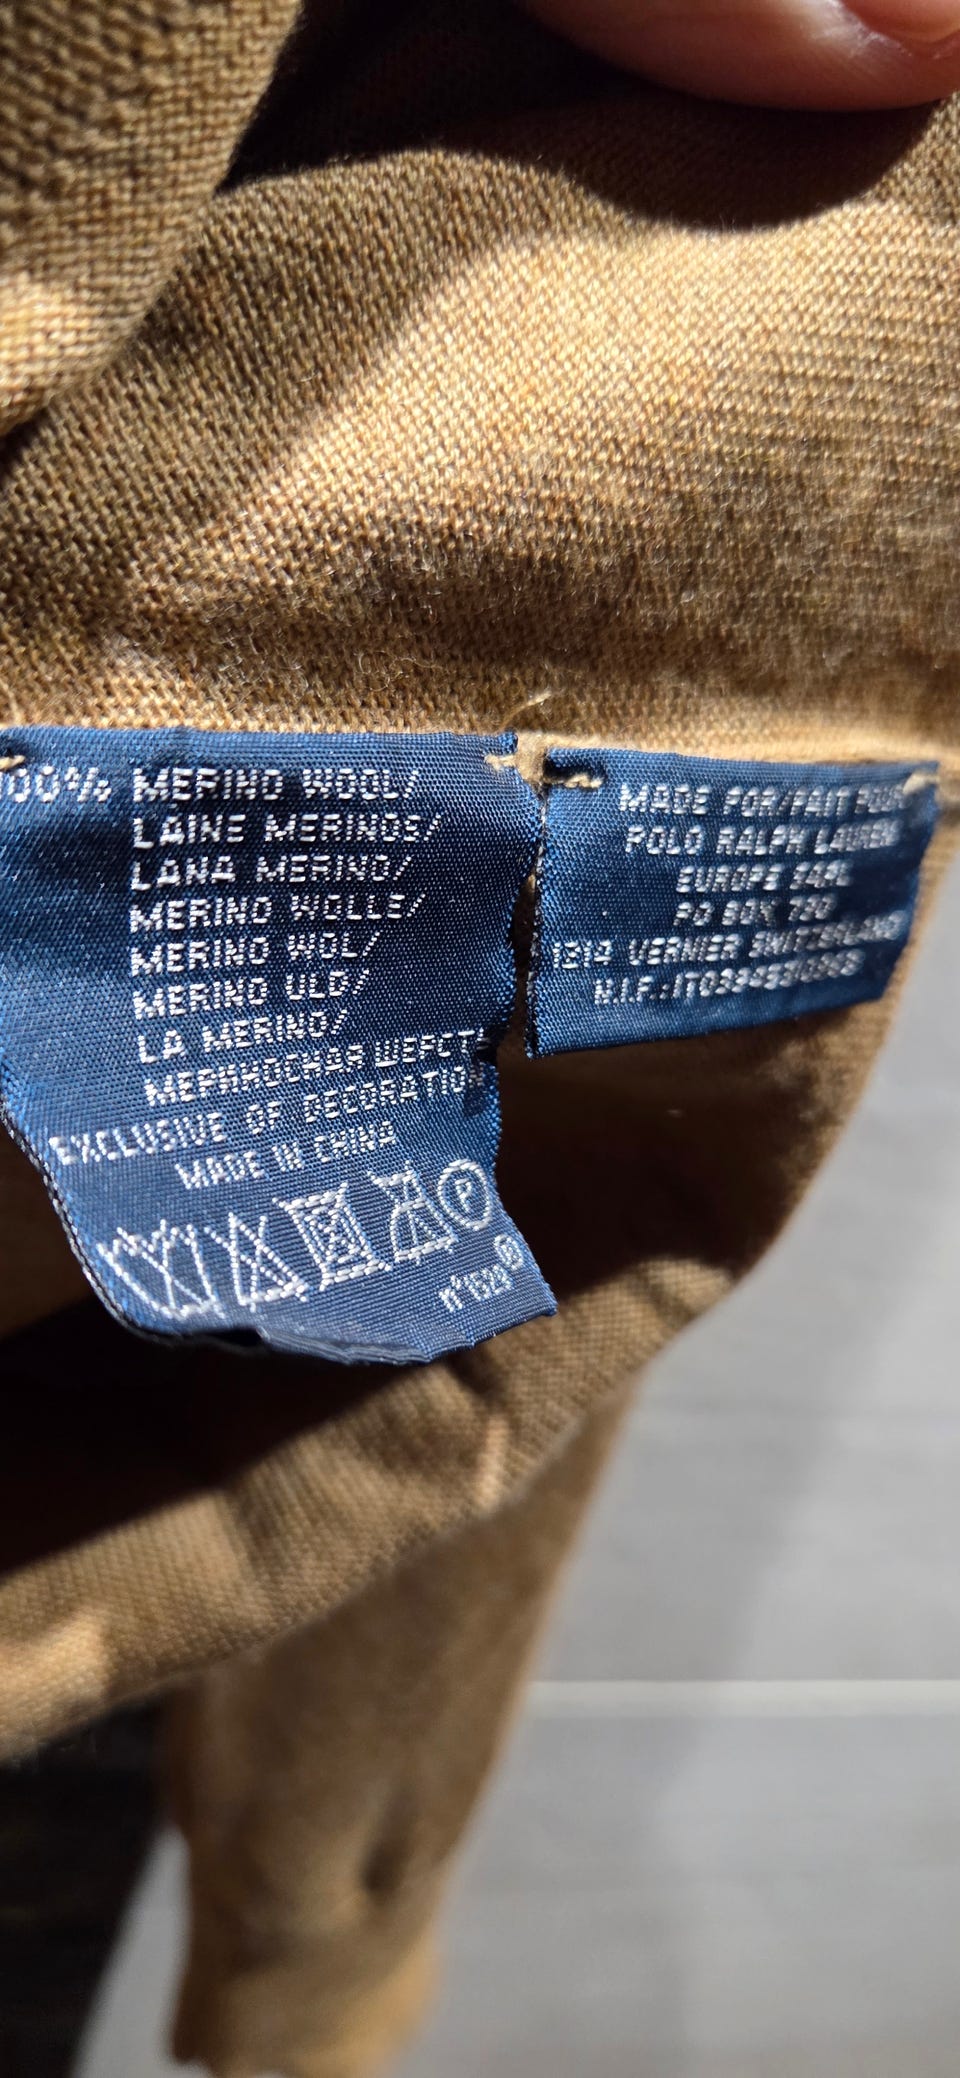 100% MERINO WOOL/
LAINE MERINOS/
LANA MERINO/
MERINO WOLLE/
MERINO WOL/
MERINO ULD/
LA MERINO/
МЕРИНОСНАЯ ШЕРСТЬ
EXCLUSIVE OF DECORATION
MADE IN CHINA
P
MADE FOR/FAIT POUR
POLO RALPH LAUREN
EUROPE SARL
PO BOX 720
1214 VERNIER SWITZERLAND